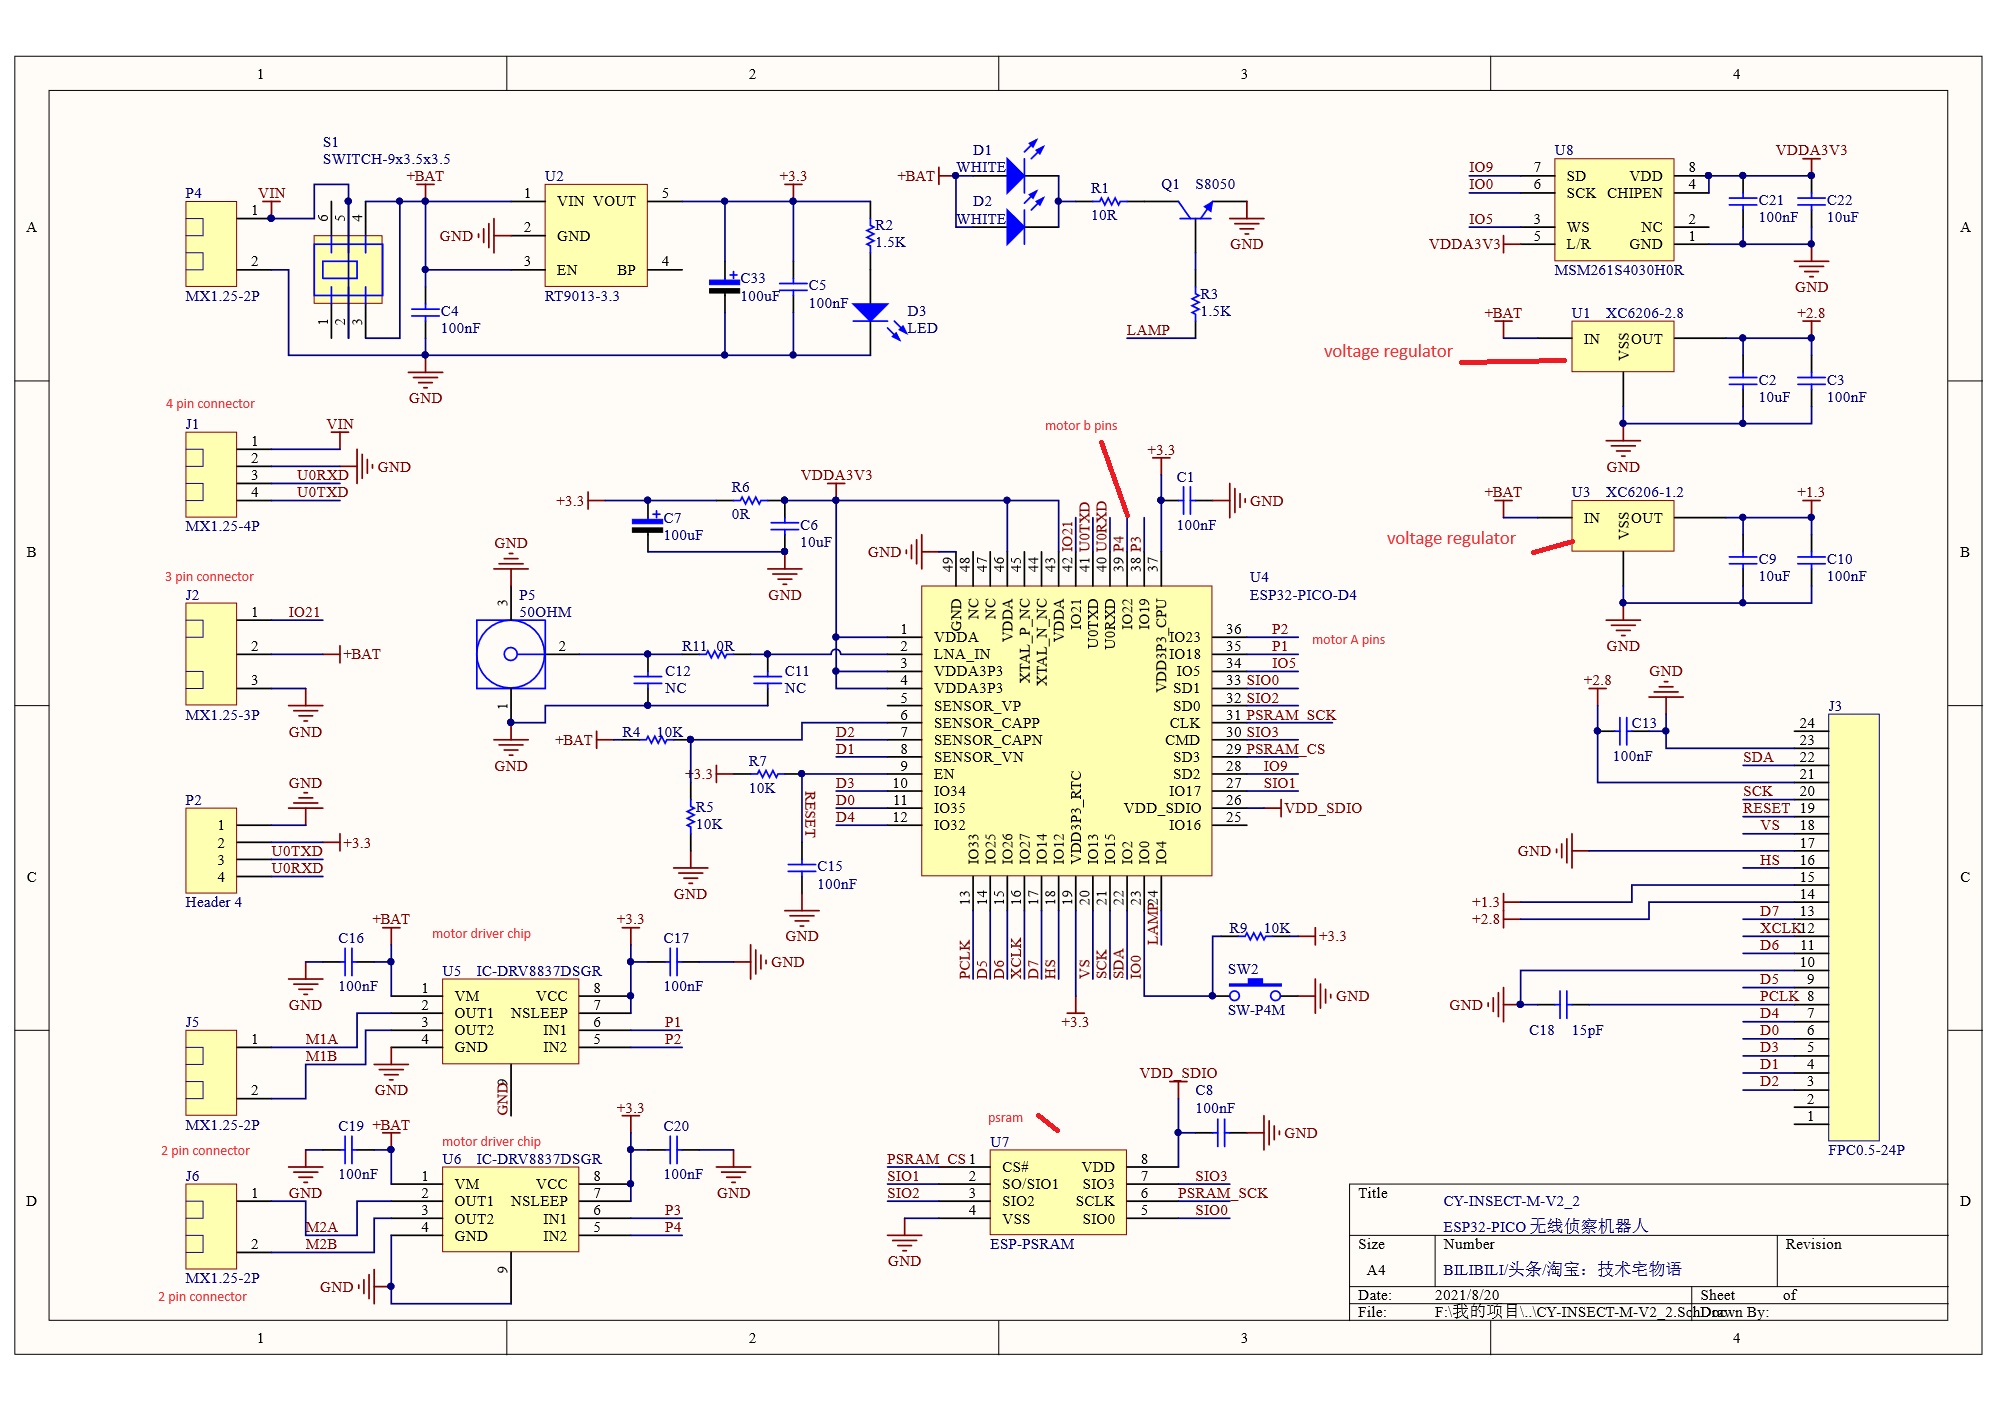 1 2 3 4
A
B
C
D
S1
SWITCH-9x3.5x3.5
P4
VIN
1
2
MX1.25-2P
6 5 4
1 2 3
+BAT
U2
1 VIN VOUT 5
2 GND
3 EN BP 4
RT9013-3.3
GND
C4
100nF
GND
+3.3
C33
100uF
C5
100nF
R2
1.5K
D3
LED
+BAT
D1
WHITE
D2
WHITE
R1
10R
Q1 S8050
GND
R3
1.5K
LAMP
U8
IO9 7 SD VDD 8
IO0 6 SCK CHIPEN 4
IO5 3 WS NC 2
VDDA3V3 5 L/R GND 1
MSM261S4030H0R
VDDA3V3
C21
100nF
C22
10uF
GND
voltage regulator
+BAT
U1 XC6206-2.8
IN VSS OUT
+2.8
C2
10uF
C3
100nF
GND
voltage regulator
+BAT
U3 XC6206-1.2
IN VSS OUT
+1.3
C9
10uF
C10
100nF
GND
4 pin connector
J1
VIN
1
2 GND
3 U0RXD
4 U0TXD
MX1.25-4P
3 pin connector
J2
1 IO21
2 +BAT
3
GND
MX1.25-3P
GND
P2
1
2 +3.3
3 U0TXD
4 U0RXD
Header 4
+3.3
C7
100uF
R6
0R
C6
10uF
GND
VDDA3V3
GND
P5
50OHM
3
2
1
GND
R11 0R
C12
NC
C11
NC
+BAT
R4 10K
R5
10K
GND
+3.3
R7
10K
RESET
C15
100nF
GND
motor b pins
+3.3
C1
100nF
GND
GND
U4
ESP32-PICO-D4
motor A pins
49 GND
48 NC
47 NC
46 VDDA
45 XTAL_P_NC
44 XTAL_N_NC
43 VDDA
42 IO21 IO21
41 U0TXD U0TXD
40 U0RXD U0RXD
39 P4 IO22
38 P3 IO19
37 VDD3P3_CPU
1 VDDA
2 LNA_IN
3 VDDA3P3
4 VDDA3P3
5 SENSOR_VP
6 SENSOR_CAPP
D2 7 SENSOR_CAPN
D1 8 SENSOR_VN
9 EN
D3 10 IO34
D0 11 IO35
D4 12 IO32
IO23 36 P2
IO18 35 P1
IO5 34 IO5
SD1 33 SIO0
SD0 32 SIO2
CLK 31 PSRAM_SCK
CMD 30 SIO3
SD3 29 PSRAM_CS
SD2 28 IO9
IO17 27 SIO1
VDD_SDIO 26 VDD_SDIO
IO16 25
IO33 13 PCLK
IO25 14 D5
IO26 15 D6
IO27 16 XCLK
IO14 17 D7
IO12 18 HS
VDD3P3_RTC 19
IO13 20 VS
IO15 21 SCK
IO2 22 SDA
IO0 23 IO0
IO4 24 LAMP
+3.3
R9 10K
+3.3
SW2
SW-P4M
GND
+2.8
GND
C13
100nF
J3
24
23
SDA 22
21
SCK 20
RESET 19
VS 18
GND 17
HS 16
+1.3 15
+2.8 14
D7 13
XCLK 12
D6 11
10
D5 9
PCLK 8
D4 7
D0 6
D3 5
D1 4
D2 3
2
1
FPC0.5-24P
GND
C18 15pF
+BAT
C16
100nF
GND
motor driver chip
U5 IC-DRV8837DSGR
1 VM VCC 8
2 OUT1 NSLEEP 7
3 OUT2 IN1 6 P1
4 GND IN2 5 P2
GND
9
GND
+3.3
C17
100nF
GND
J5
1 M1A
M1B
2
MX1.25-2P
2 pin connector
+BAT
C19
100nF
GND
motor driver chip
U6 IC-DRV8837DSGR
1 VM VCC 8
2 OUT1 NSLEEP 7
3 OUT2 IN1 6 P3
4 GND IN2 5 P4
9
GND
+3.3
C20
100nF
GND
J6
1
M2A
2 M2B
MX1.25-2P
2 pin connector
psram
U7
PSRAM_CS 1 CS# VDD 8
SIO1 2 SO/SIO1 SIO3 7 SIO3
SIO2 3 SIO2 SCLK 6 PSRAM_SCK
4 VSS SIO0 5 SIO0
ESP-PSRAM
GND
VDD_SDIO
C8
100nF
GND
Title
CY-INSECT-M-V2_2
ESP32-PICO 无线侦察机器人
Size Number Revision
A4 BILIBILI/头条/淘宝：技术宅物语
Date: 2021/8/20 Sheet of
File: F:\我的项目\..\CY-INSECT-M-V2_2.SchDoc Drawn By:
1 2 3 4
A
B
C
D